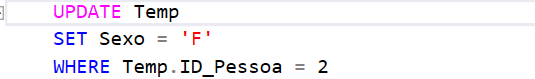 UPDATE Temp
SET Sexo = 'F'
WHERE Temp.ID_Pessoa = 2